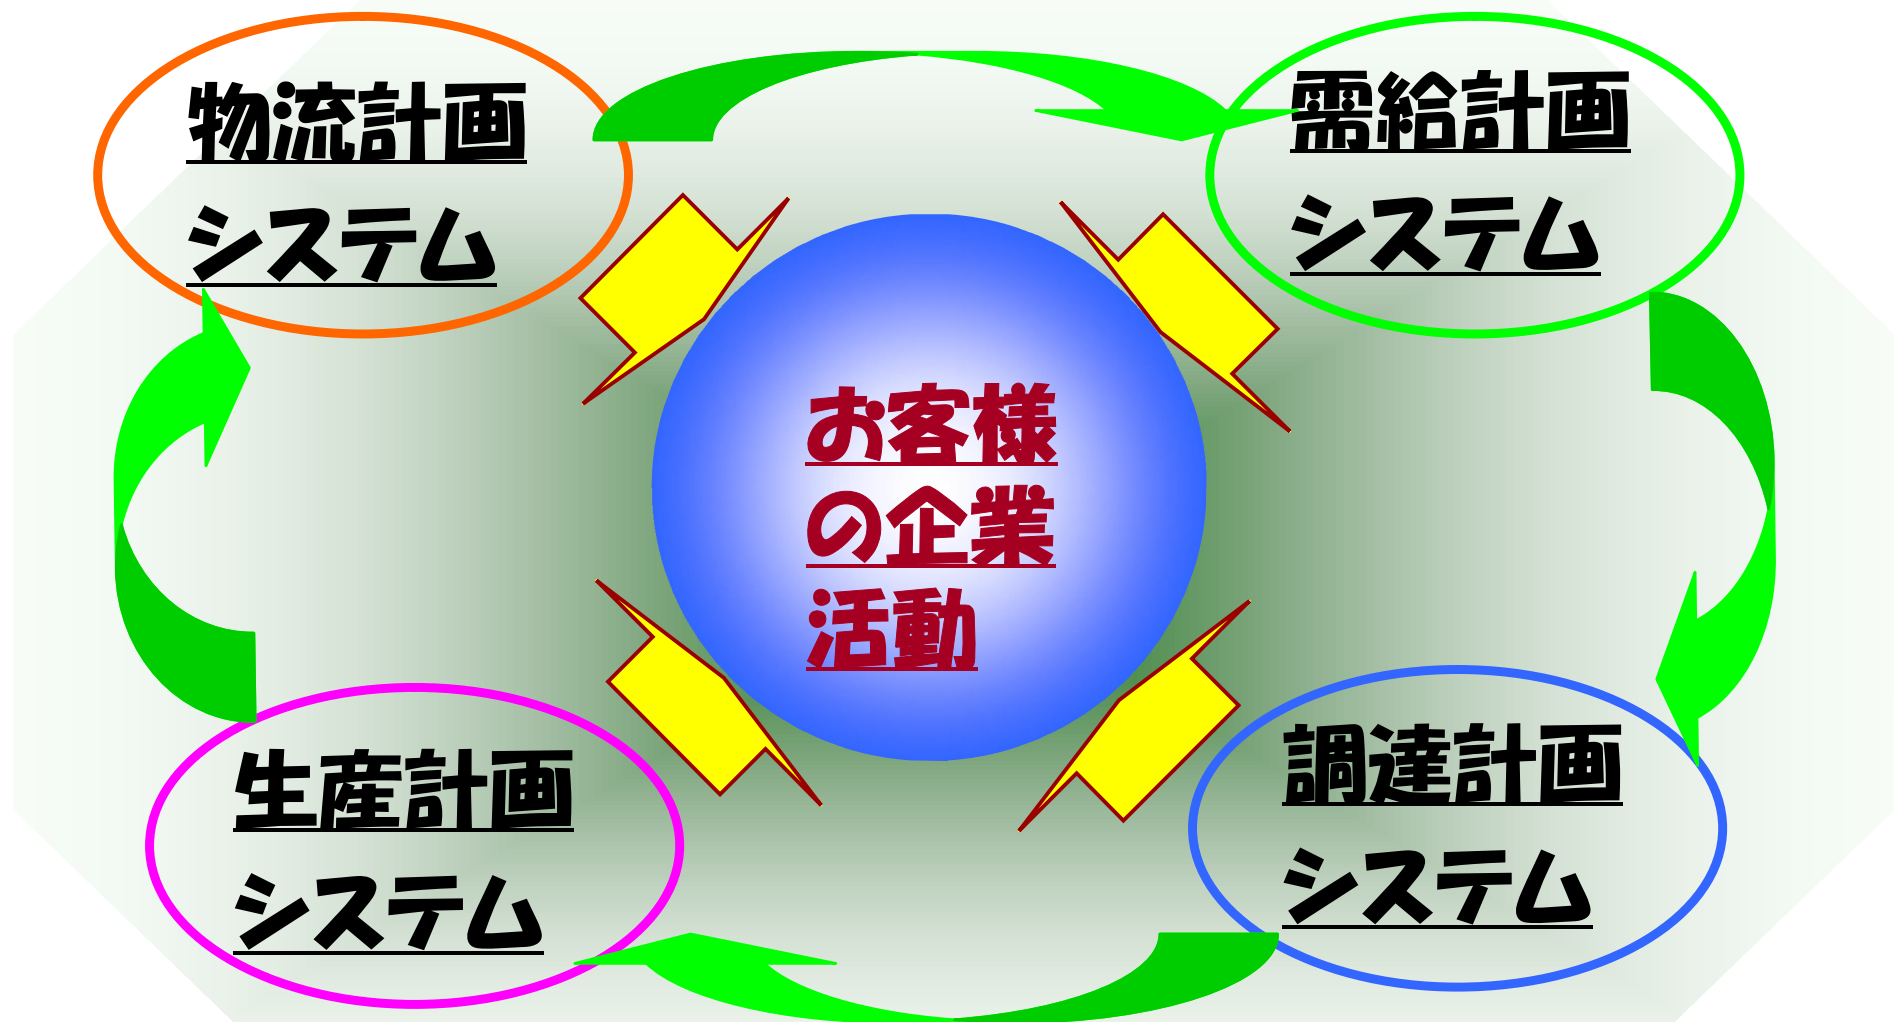 物流計画
システム
需給計画
システム
お客様
の企業
活動
生産計画
システム
調達計画
システム